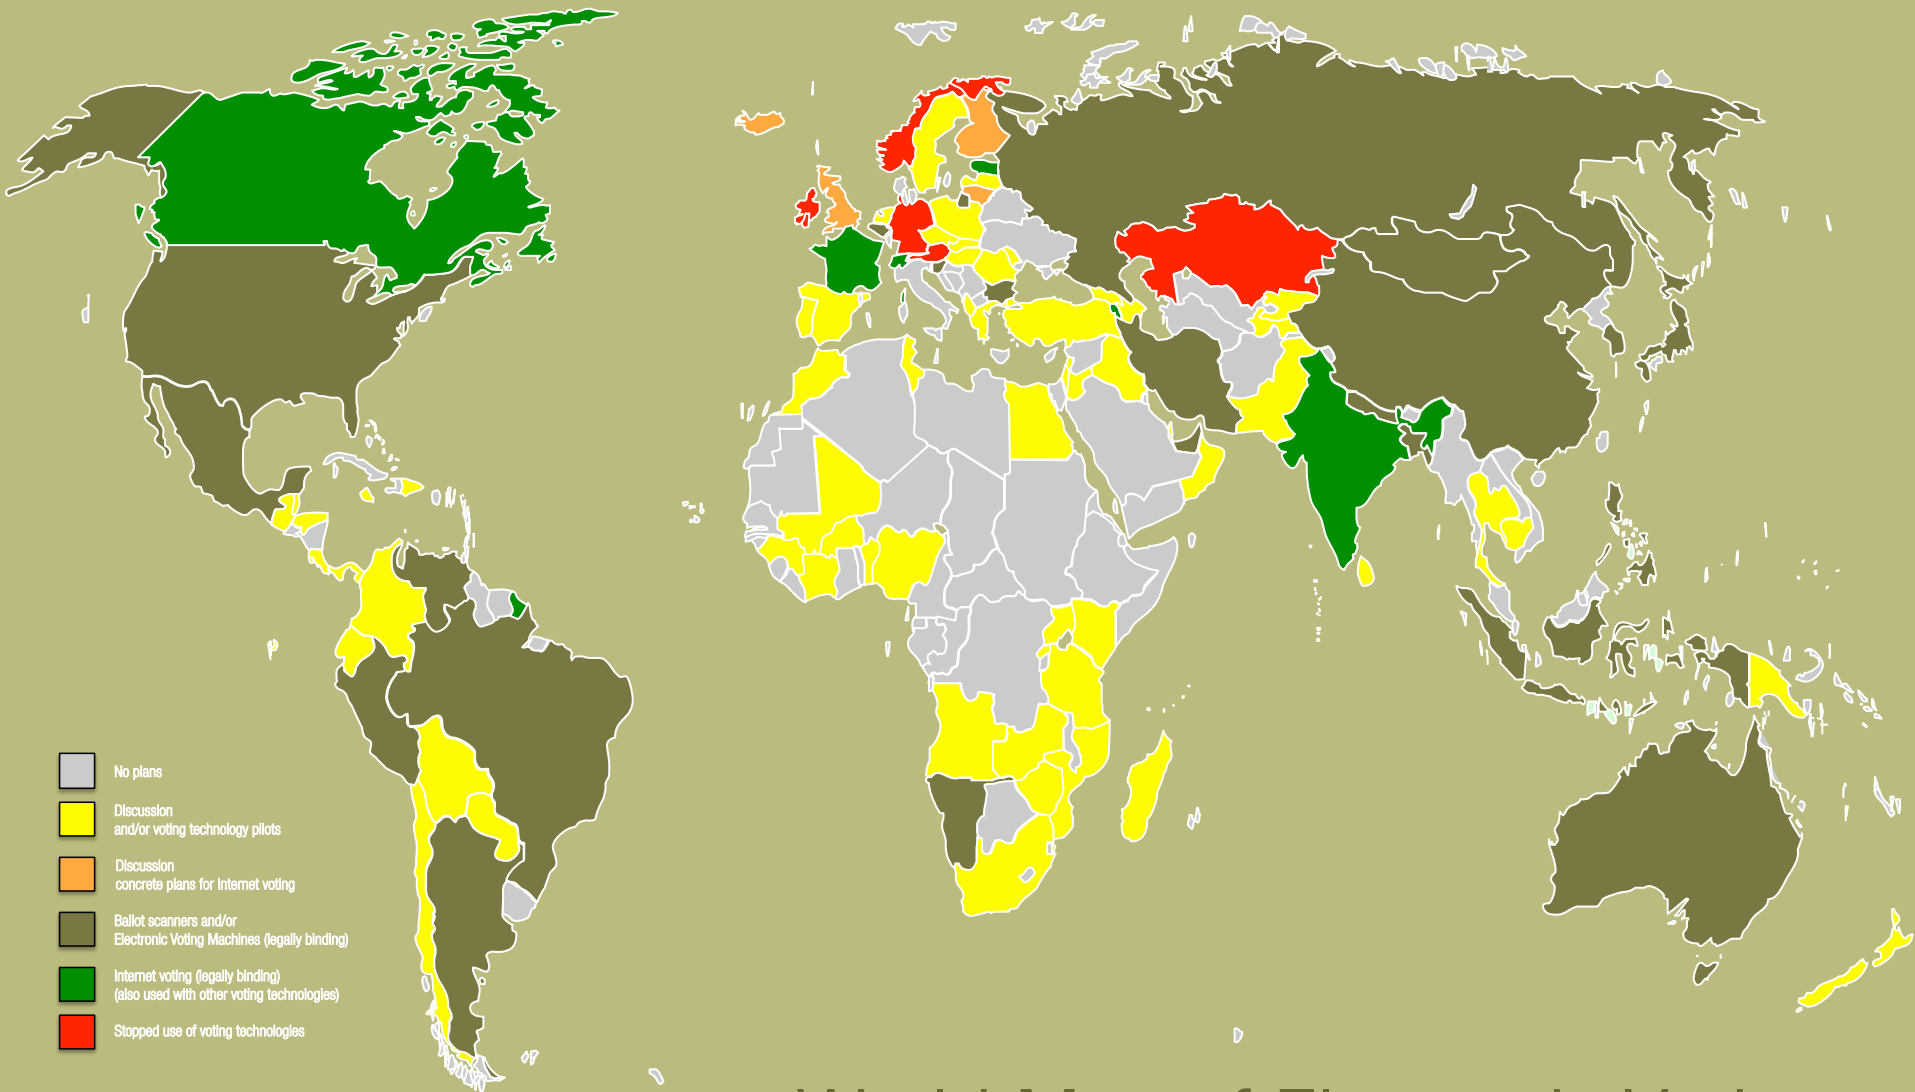 No plans
Discussion
and/or voting technology pilots
Discussion
concrete plans for Internet voting
Ballot scanners and/or
Electronic Voting Machines (legally binding)
Internet voting (legally binding)
(also used with other voting technologies)
Stopped use of voting technologies